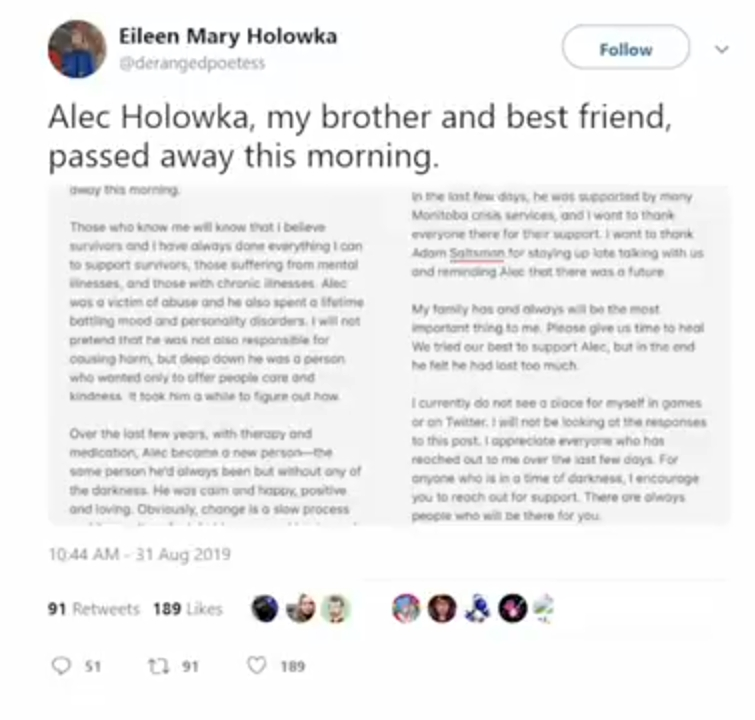 Eileen Mary Holowka
@derangedpoetess
Follow
Alec Holowka, my brother and best friend,
passed away this morning.
away this morning.
Those who know me will know that I believe
survivors and I have always done everything I can
to support survivors, those suffering from mental
illnesses, and those with chronic illnesses. Alec
was a victim of abuse and he also spent a lifetime
battling mood and personality disorders. I will not
pretend that he was not also responsible for
causing harm, but deep down he was a person
who wanted only to offer people care and
kindness. It took him a while to figure out how.
Over the last few years, with therapy and
medication, Alec became a new person—the
same person he'd always been but without any of
the darkness. He was calm and happy, positive
and loving. Obviously, change is a slow process
In the last few days, he was supported by many
Manitoba crisis services, and I want to thank
everyone there for their support. I want to thank
Adam Saltsman for staying up late talking with us
and reminding Alec that there was a future.
My family has and always will be the most
important thing to me. Please give us time to heal
We tried our best to support Alec, but in the end
he felt he had lost too much.
I currently do not see a place for myself in games
or on Twitter. I will not be looking at the responses
to this post. I appreciate everyone who has
reached out to me over the last few days. For
anyone who is in a time of darkness, I encourage
you to reach out for support. There are always
people who will be there for you.
10:44 AM - 31 Aug 2019
91 Retweets 189 Likes
51 91 189